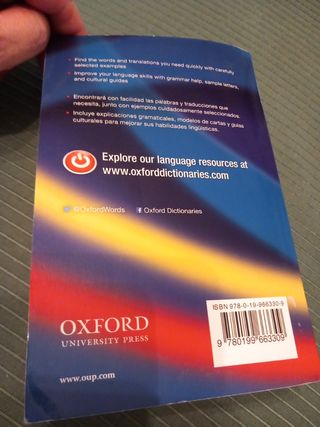 • Find the words and translations you need quickly with carefully
selected examples
• Improve your language skills with grammar help, sample letters,
and cultural guides
• Encontrará con facilidad las palabras y traducciones que
necesita, junto con ejemplos cuidadosamente seleccionados.
• Incluye explicaciones gramaticales, modelos de cartas y guías
culturales para mejorar sus habilidades lingüísticas.
Explore our language resources at
www.oxforddictionaries.com
@OxfordWords
Oxford Dictionaries
ISBN 978-0-19-966330-9
9 780199 663309
OXFORD
UNIVERSITY PRESS
www.oup.com